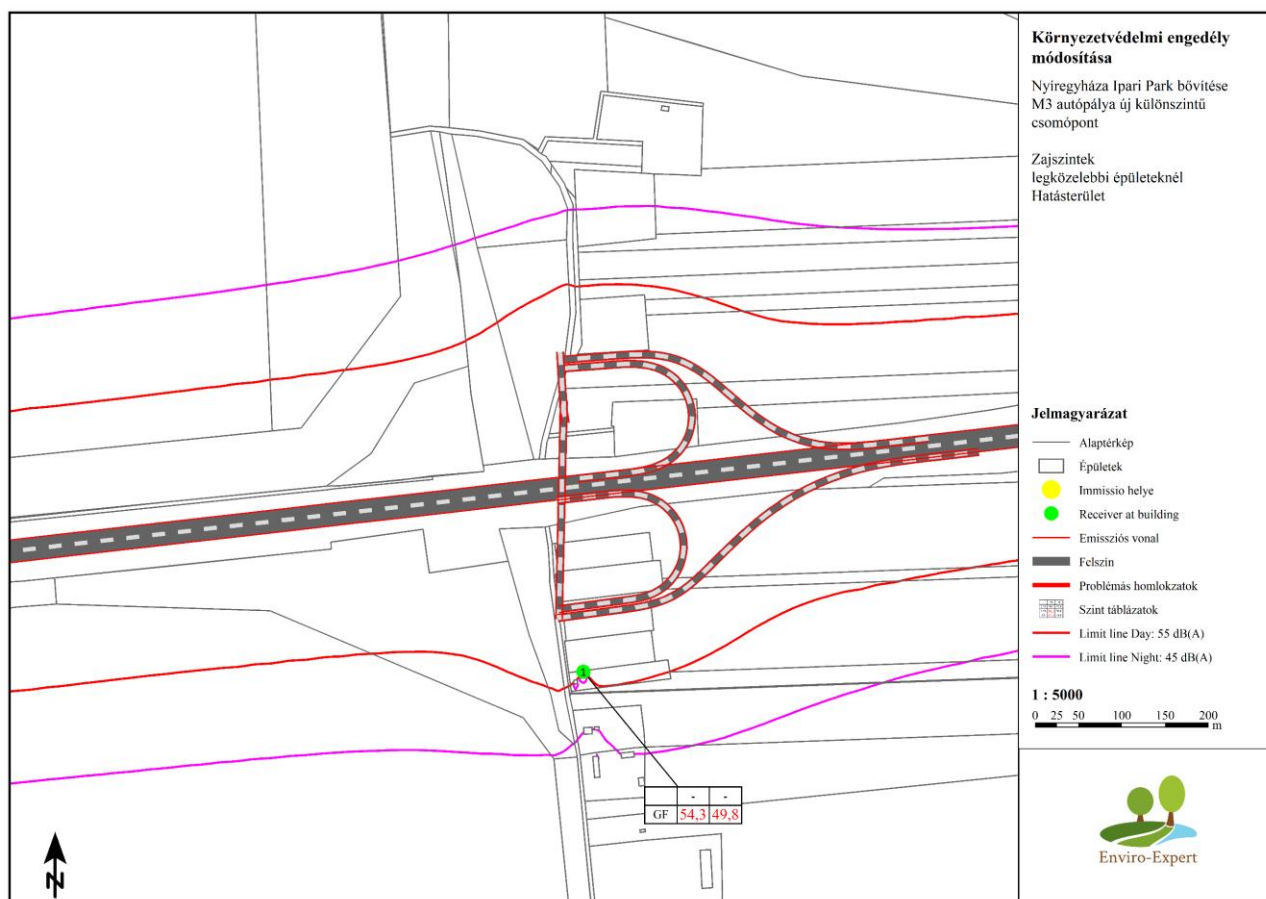 Környezetvédelmi engedély
módosítása
Nyíregyháza Ipari Park bővítése
M3 autópálya új különszintű
csomópont
Zajszintek
legközelebbi épületeknél
Hatásterület
Jelmagyarázat
Alaptérkép
Épületek
Immissio helye
Receiver at building
Emissziós vonal
Felszín
Problémás homlokzatok
Szint táblázatok
Limit line Day: 55 dB(A)
Limit line Night: 45 dB(A)
1 : 5000
0 25 50 100 150 200
m
1
- -
GF 54,3 49,8
N
Enviro-Expert